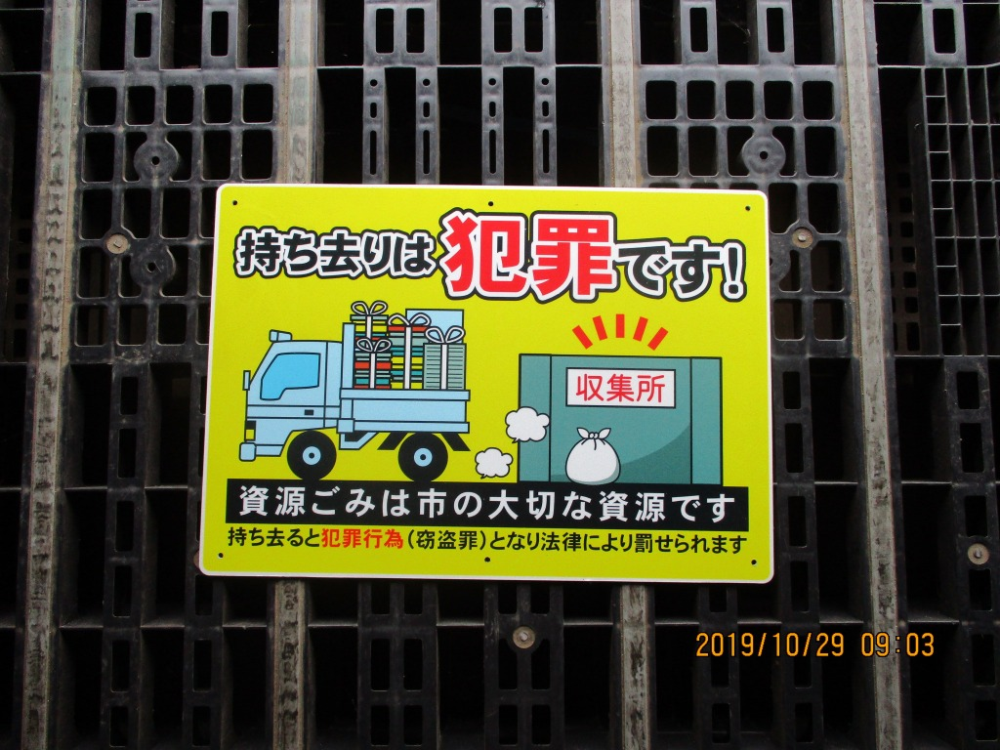 持ち去りは犯罪です!
収集所
資源ごみは市の大切な資源です
持ち去ると犯罪行為(窃盗罪)となり法律により罰せられます
2019/10/29 09:03